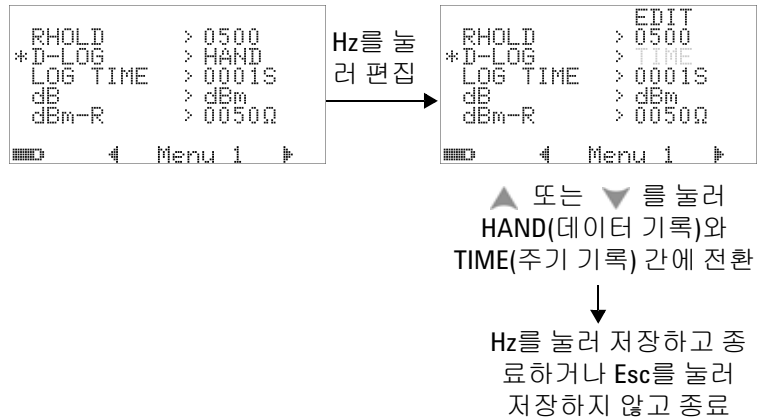 RHOLD > 0500
*D-LOG > HAND
LOG TIME > 0001S
dB > dBm
dBm-R > 0050Ω
Menu 1
Hz를 눌
러 편집
EDIT
RHOLD > 0500
*D-LOG > TIME
LOG TIME > 0001S
dB > dBm
dBm-R > 0050Ω
Menu 1
▲ 또는 ▼ 를 눌러
HAND(데이터 기록)와
TIME(주기 기록) 간에 전환
Hz를 눌러 저장하고 종
료하거나 Esc를 눌러
저장하지 않고 종료